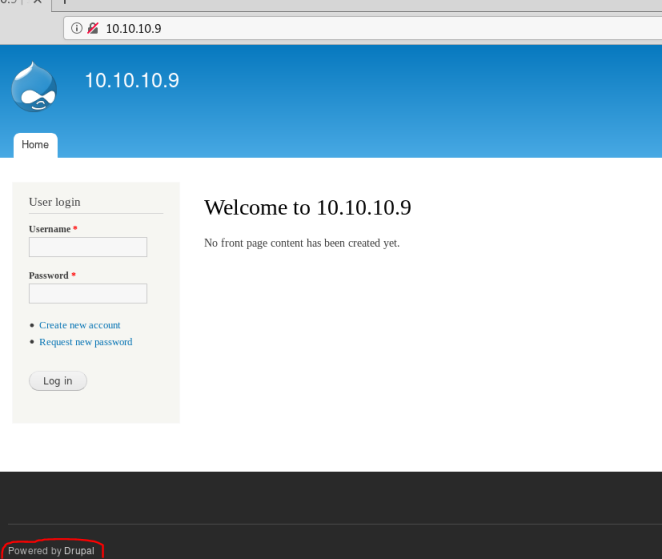 10.10.10.9
10.10.10.9
Home
User login
Username *
Password *
Create new account
Request new password
Log in
Welcome to 10.10.10.9
No front page content has been created yet.
Powered by Drupal